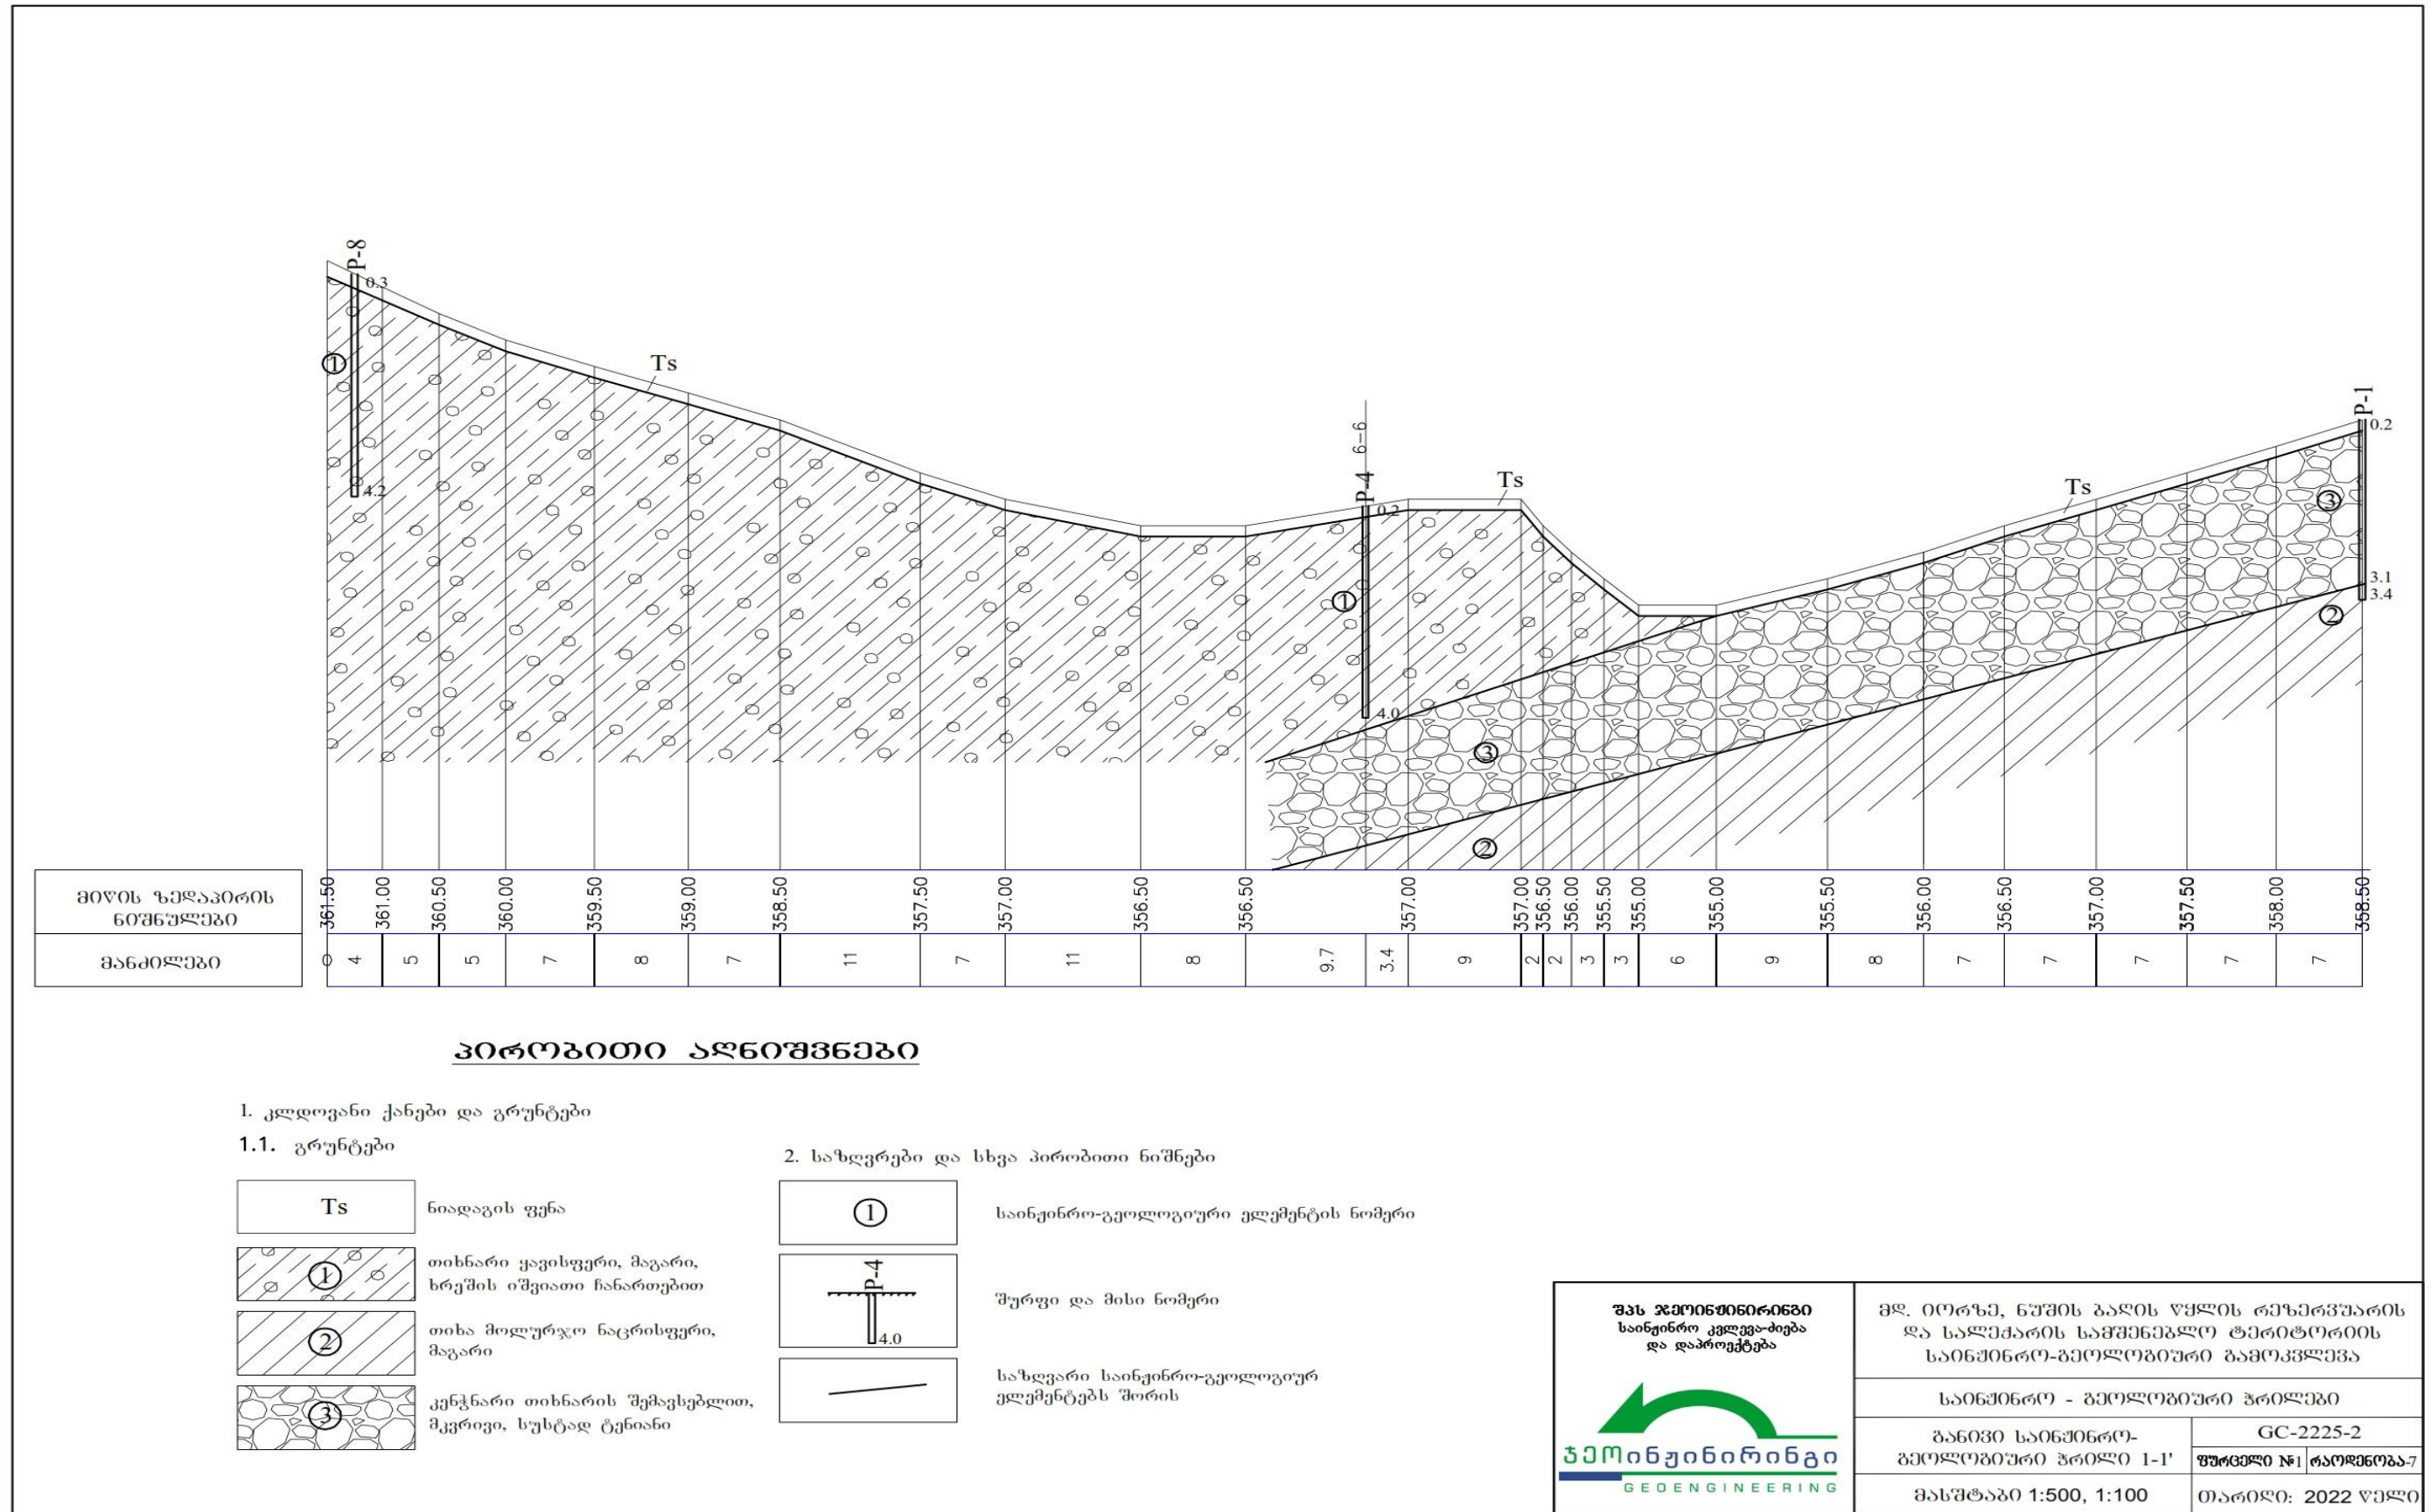 P-8
0.3
1
4.2
Ts
6-6
P-4
0.2
1
4.0
Ts
3
2
Ts
P-1
0.2
3
3.1
3.4
2
მიწის ზედაპირის
ნიშნულები
361.50 361.00 360.50 360.00 359.50 359.00 358.50 357.50 357.00 356.50 356.50 357.00 357.00 356.50 356.00 355.50 355.00 355.00 355.50 356.00 356.50 357.00 357.50 358.00 358.50
მანძილები
0 4 5 5 7 8 7 11 7 11 8 9.7 3.4 9 2 2 3 3 6 9 8 7 7 7 7 7
პირობითი აღნიშვნები
1. კლდოვანი ქანები და გრუნტები
1.1. გრუნტები
Ts
ნიადაგის ფენა
1
თიხნარი ყავისფერი, მაგარი,
ხრეშის იშვიათი ჩანართებით
2
თიხა მოლურჯო ნაცრისფერი,
მაგარი
3
კენჭნარი თიხნარის შემავსებლით,
მკვრივი, სუსტად ტენიანი
2. საზღვრები და სხვა პირობითი ნიშნები
1
საინჟინრო-გეოლოგიური ელემენტის ნომერი
P-4
4.0
შურფი და მისი ნომერი
საზღვარი საინჟინრო-გეოლოგიურ
ელემენტებს შორის
შპს ჯეოინჟინირინგი
საინჟინრო კვლევა-ძიება
და დაპროექტება
ჯეოინჟინირინგი
GEOENGINEERING
მდ. იორზე, ნუშის ბაღის წყლის რეზერვუარის
და სალექარის სამშენებლო ტერიტორიის
საინჟინრო-გეოლოგიური გამოკვლევა
საინჟინრო - გეოლოგიური ჭრილები
განივი საინჟინრო-
გეოლოგიური ჭრილი 1-1'
GC-2225-2
ფურცელი №1 რაოდენობა-7
მასშტაბი 1:500, 1:100
თარიღი: 2022 წელი